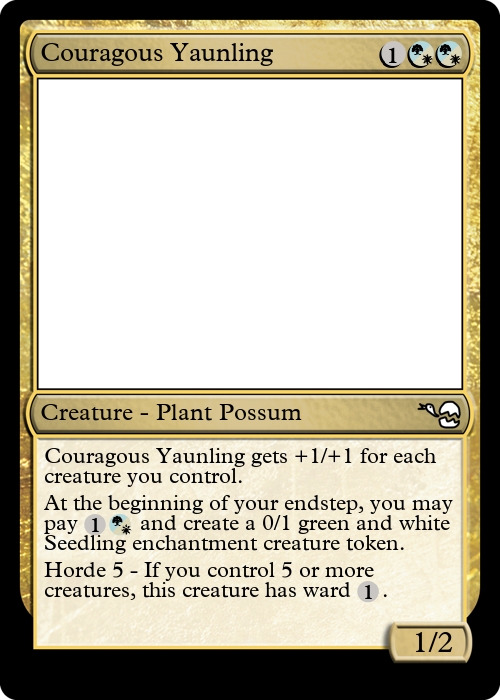 Couragous Yaunling 1
Creature - Plant Possum
Couragous Yaunling gets +1/+1 for each
creature you control.
At the beginning of your endstep, you may
pay 1 and create a 0/1 green and white
Seedling enchantment creature token.
Horde 5 - If you control 5 or more
creatures, this creature has ward 1.
1/2